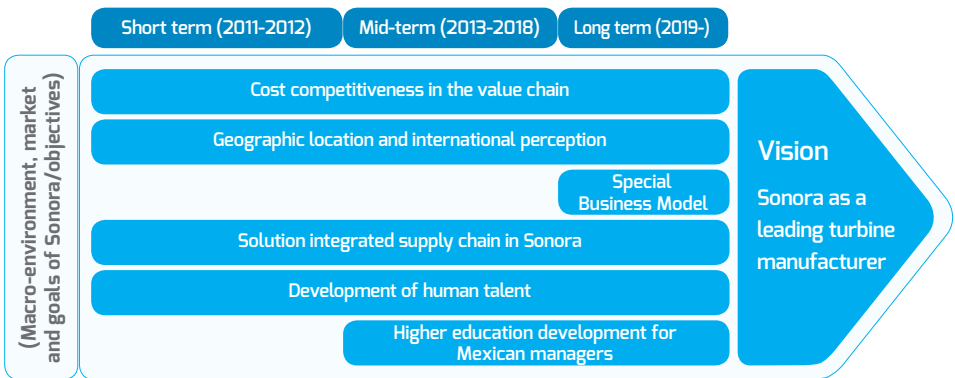 Short term (2011-2012)
Mid-term (2013-2018)
Long term (2019-)
(Macro-environment, market
and goals of Sonora/objectives)
Cost competitiveness in the value chain
Geographic location and international perception
Special
Business Model
Solution integrated supply chain in Sonora
Development of human talent
Higher education development for
Mexican managers
Vision
Sonora as a
leading turbine
manufacturer